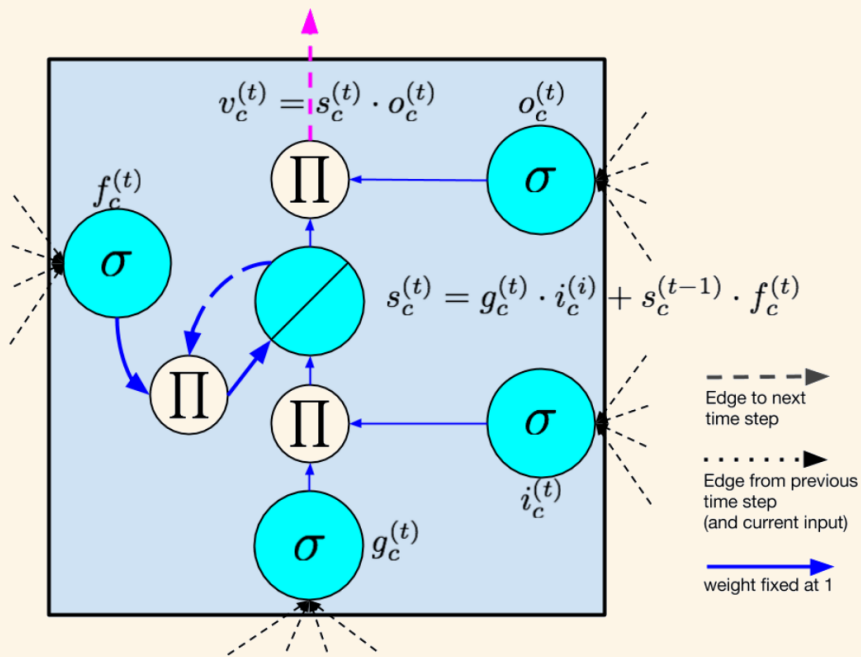 v_c^{(t)} = s_c^{(t)} · o_c^{(t)}
o_c^{(t)}
∏
σ
f_c^{(t)}
σ
s_c^{(t)} = g_c^{(t)} · i_c^{(i)} + s_c^{(t-1)} · f_c^{(t)}
∏
∏
σ
i_c^{(t)}
σ
g_c^{(t)}
Edge to next
time step
Edge from previous
time step
(and current input)
weight fixed at 1